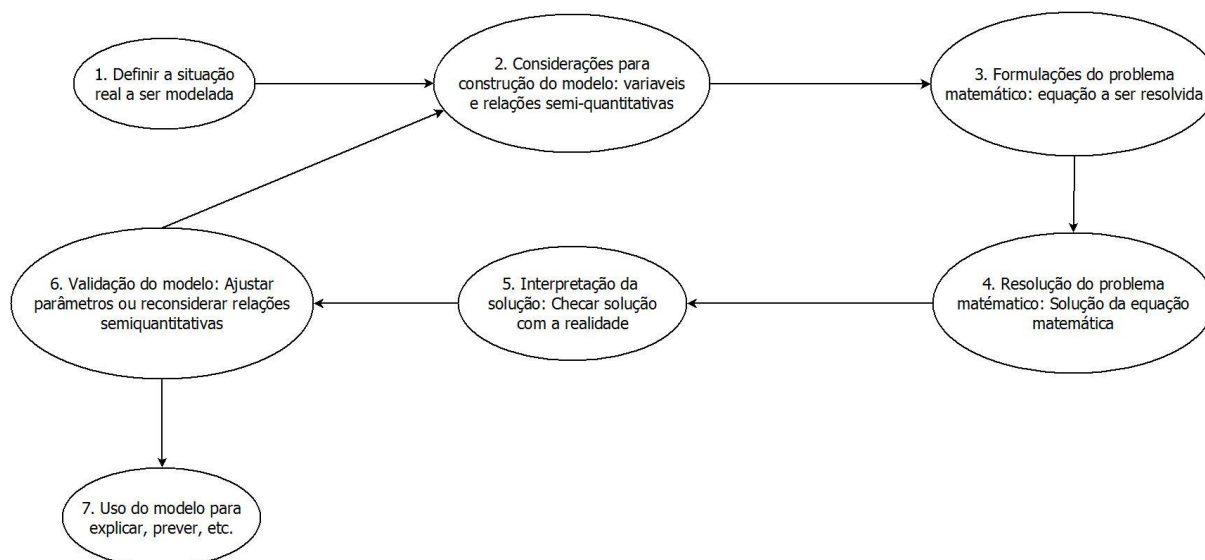 1. Definir a situação
real a ser modelada
2. Considerações para
construção do modelo: variaveis
e relações semi-quantitativas
3. Formulações do problema
matemático: equação a ser resolvida
4. Resolução do problema
matématico: Solução da equação
matemática
5. Interpretação da
solução: Checar solução
com a realidade
6. Validação do modelo: Ajustar
parâmetros ou reconsiderar relações
semiquantitativas
7. Uso do modelo para
explicar, prever, etc.